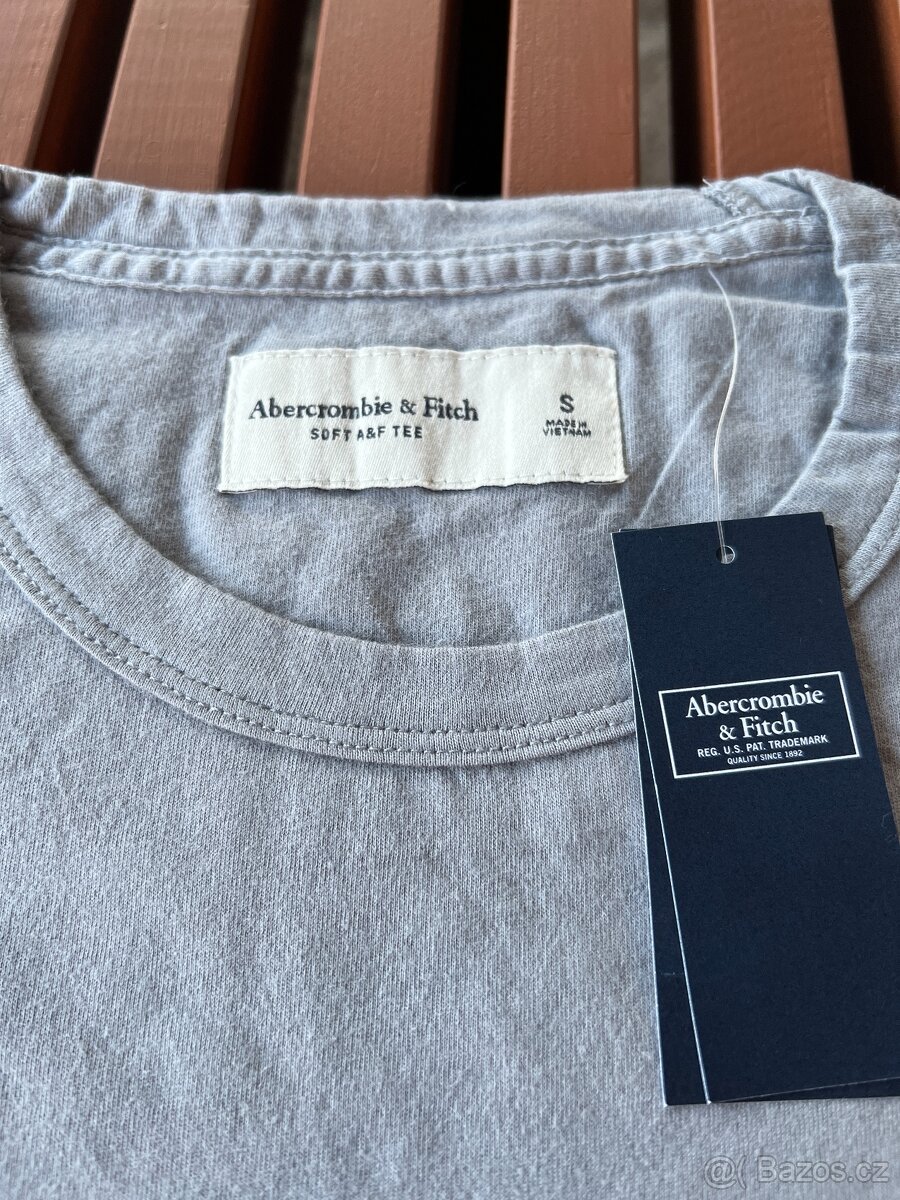 Abercrombie & Fitch
SOFT A&F TEE
S
MADE IN
VIETNAM
Abercrombie
& Fitch
REG. U.S. PAT. TRADEMARK
QUALITY SINCE 1892
@( Bazos.cz